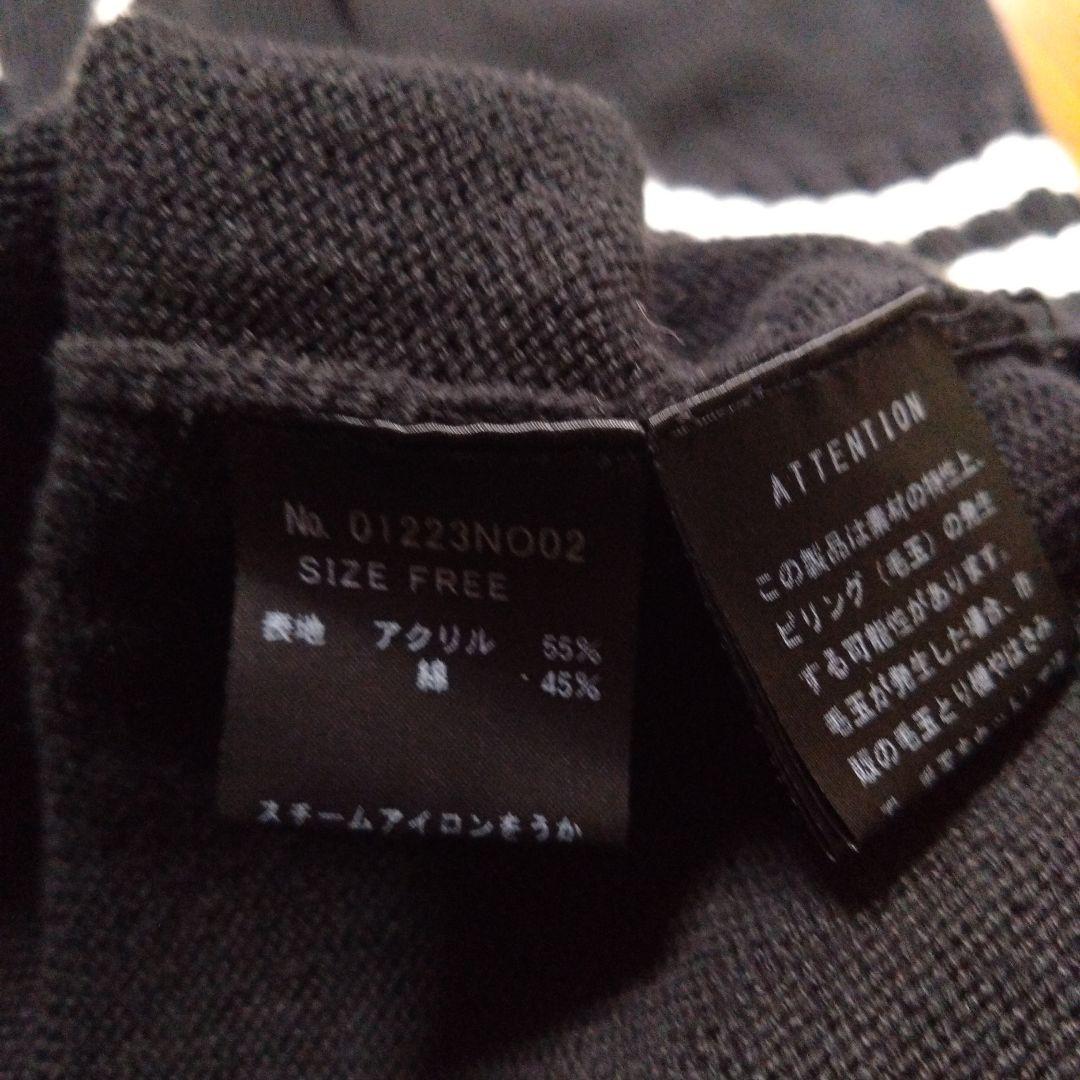 No. 01223NO02
SIZE FREE
表地 アクリル 55%
綿 45%
スチームアイロンをうか
ATTENTION
この製品は素材の特性上、
ピリング(毛玉)の発生
する可能性があります。
毛玉が発生した場合、市
販の毛玉とり機やはさみ